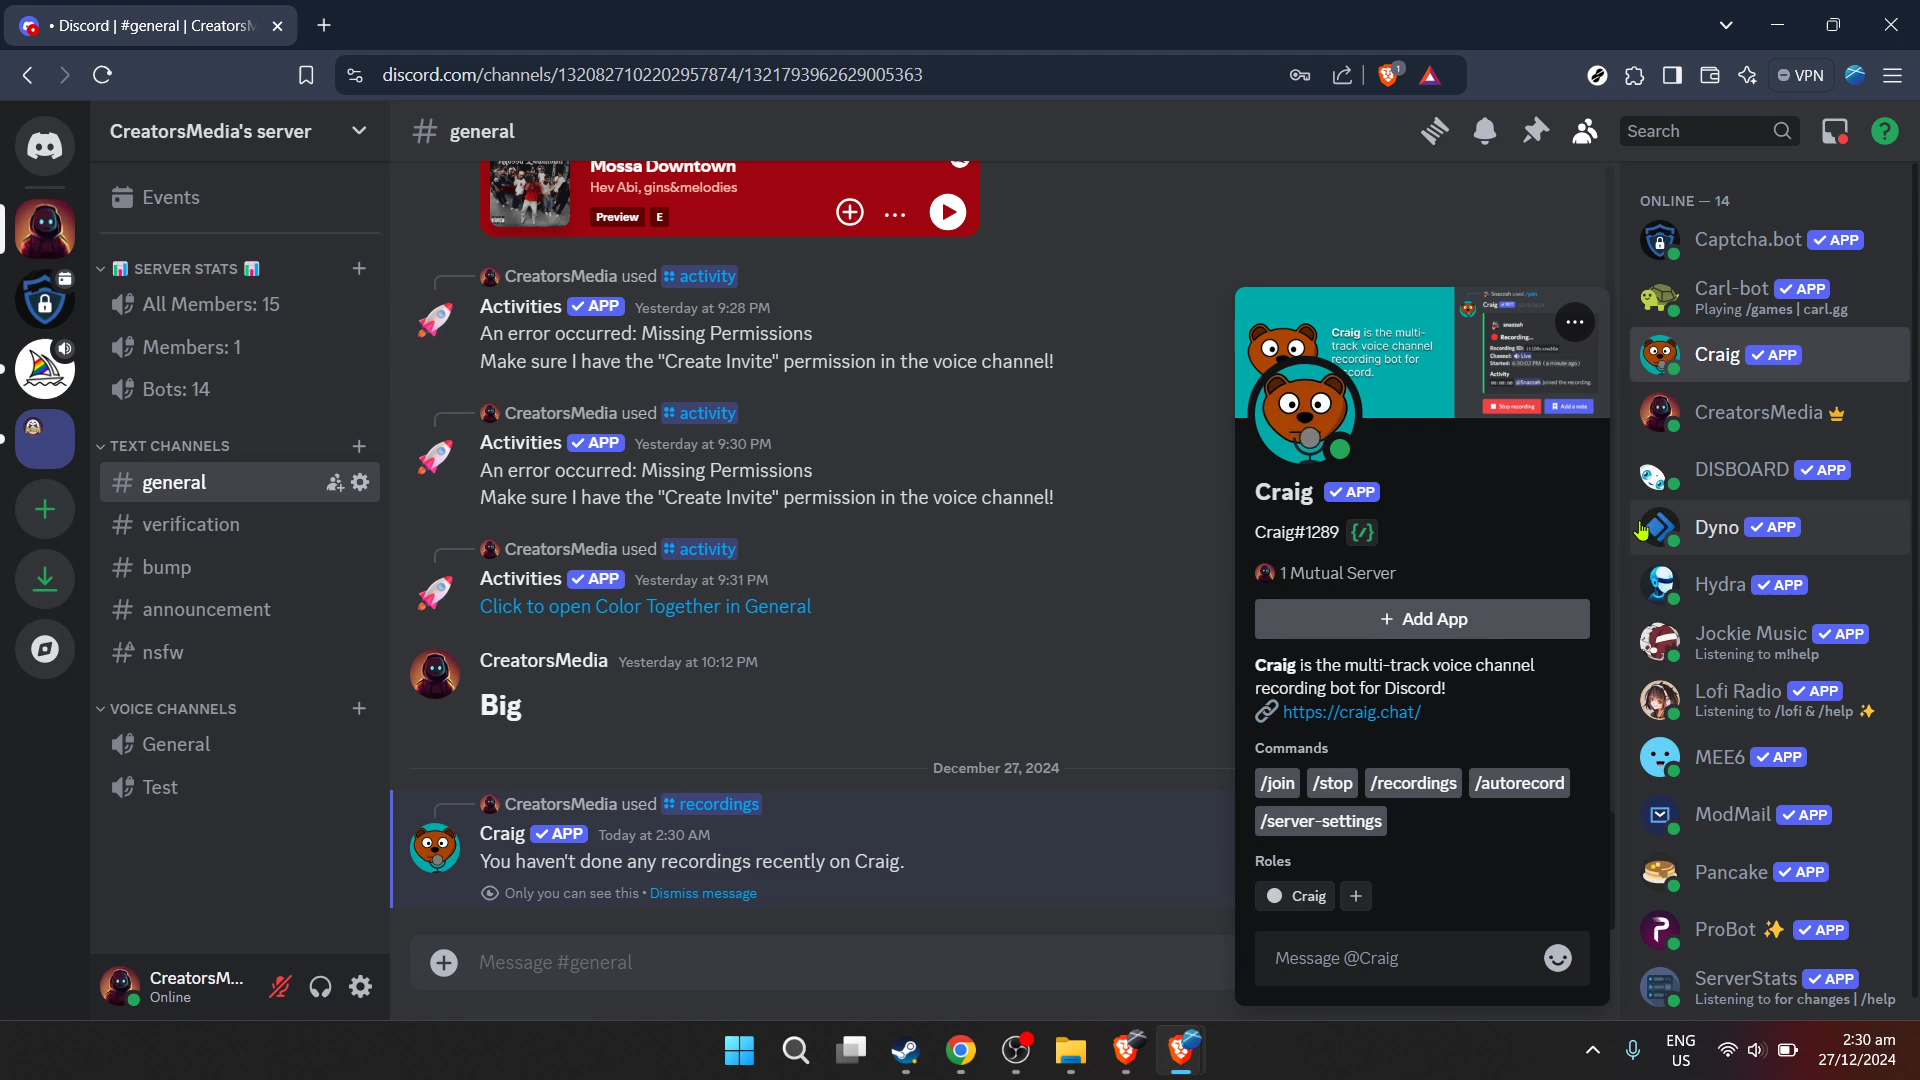 • Discord | #general | CreatorsM
discord.com/channels/1320827102202957874/1321793962629005363
1
VPN
CreatorsMedia's server
Events
SERVER STATS
All Members: 15
Members: 1
Bots: 14
TEXT CHANNELS
general
verification
bump
announcement
nsfw
VOICE CHANNELS
General
Test
CreatorsM...
Online
general
Search
Mossa Downtown
Hev Abi, gins&melodies
Preview E
CreatorsMedia used activity
Activities APP Yesterday at 9:28 PM
An error occurred: Missing Permissions
Make sure I have the "Create Invite" permission in the voice channel!
CreatorsMedia used activity
Activities APP Yesterday at 9:30 PM
An error occurred: Missing Permissions
Make sure I have the "Create Invite" permission in the voice channel!
CreatorsMedia used activity
Activities APP Yesterday at 9:31 PM
Click to open Color Together in General
CreatorsMedia Yesterday at 10:12 PM
Big
December 27, 2024
CreatorsMedia used recordings
Craig APP Today at 2:30 AM
You haven't done any recordings recently on Craig.
Only you can see this • Dismiss message
Message #general
Craig is the multi-
track voice channel
recording bot for
Recording...
Stop recording Add a note
Craig APP
Craig#1289 {/}
1 Mutual Server
+ Add App
Craig is the multi-track voice channel
recording bot for Discord!
https://craig.chat/
Commands
/join /stop /recordings /autorecord
/server-settings
Roles
Craig +
Message @Craig
ONLINE — 14
Captcha.bot APP
Carl-bot APP
Playing /games | carl.gg
Craig APP
CreatorsMedia
DISBOARD APP
Dyno APP
Hydra APP
Jockie Music APP
Listening to m!help
Lofi Radio APP
Listening to /lofi & /help ✨
MEE6 APP
ModMail APP
Pancake APP
ProBot ✨ APP
ServerStats APP
Listening to for changes | /help
ENG
US
2:30 am
27/12/2024